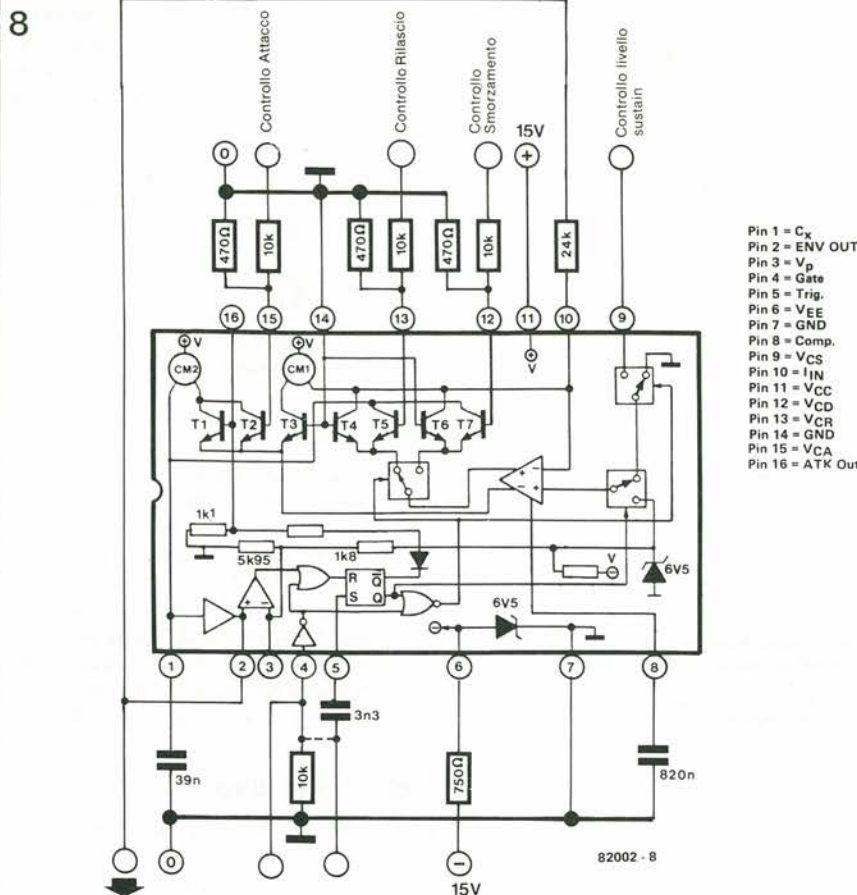 8
Controllo Attacco
Controllo Rilascio
Controllo
Smorzamento
15V
Controllo livello
sustain
0
+
470Ω
10k
470Ω
10k
470Ω
10k
24k
16
15
14
13
12
11
10
9
+V
CM2
+V
CM1
+
V
T1
T2
T3
T4
T5
T6
T7
- +
- +
1k1
5k95
1k8
V
-
6V5
+ -
R Q̄
S Q
6V5
-
1
2
3
4
5
6
7
8
39n
10k
3n3
750Ω
820n
0
-
15V
82002 - 8
Pin 1 = Cx
Pin 2 = ENV OUT
Pin 3 = Vp
Pin 4 = Gate
Pin 5 = Trig.
Pin 6 = VEE
Pin 7 = GND
Pin 8 = Comp.
Pin 9 = VCS
Pin 10 = IIN
Pin 11 = VCC
Pin 12 = VCD
Pin 13 = VCR
Pin 14 = GND
Pin 15 = VCA
Pin 16 = ATK Out